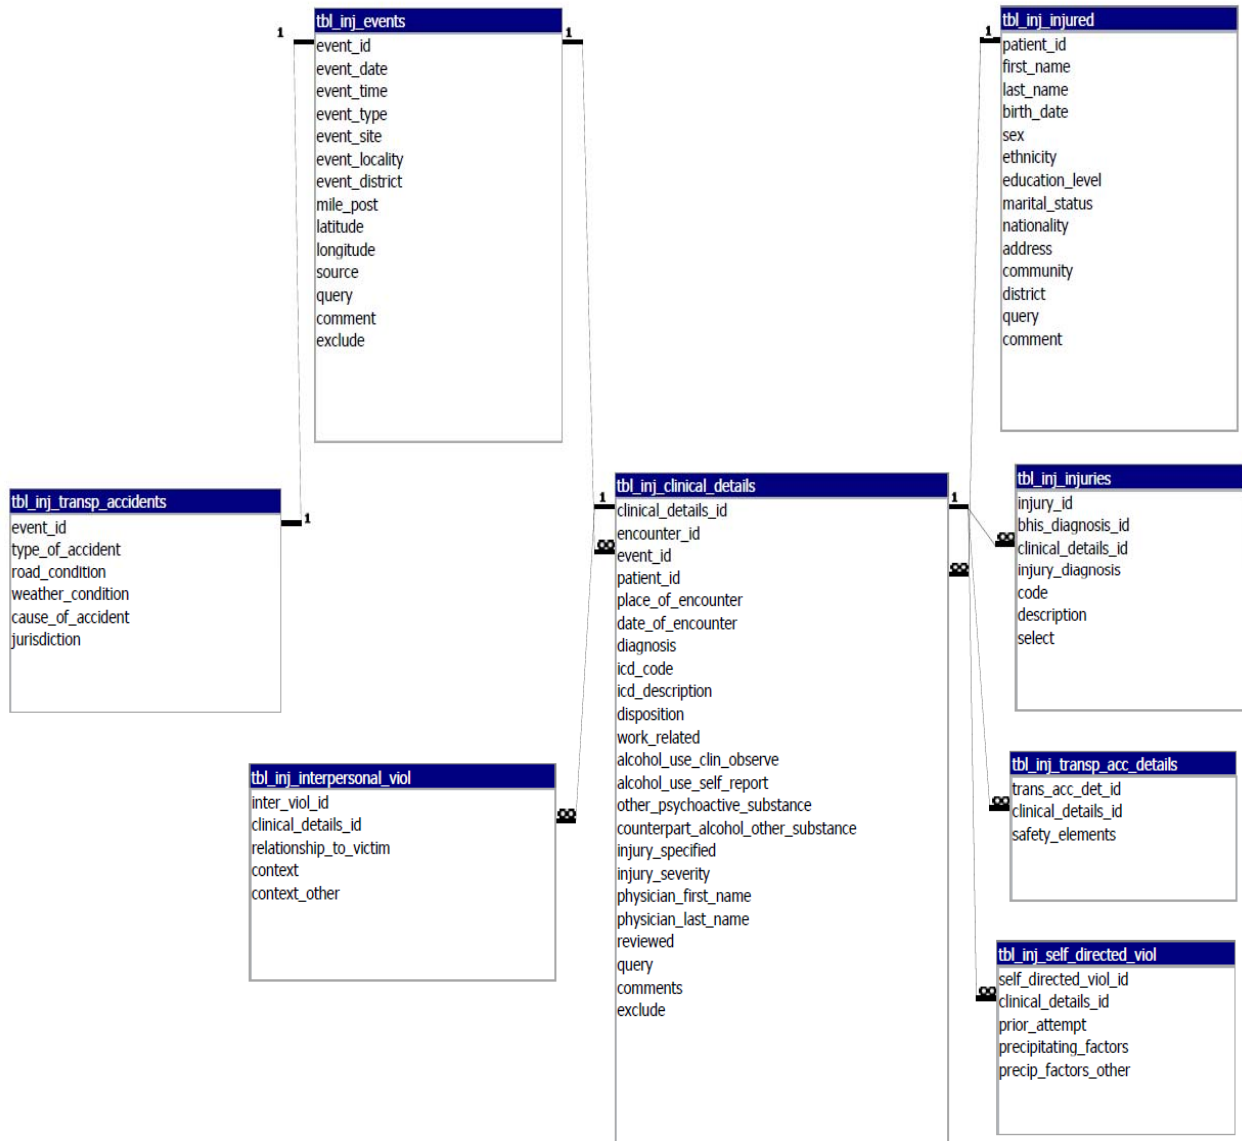 tbl_inj_events
1
1
event_id
event_date
event_time
event_type
event_site
event_locality
event_district
mile_post
latitude
longitude
source
query
comment
exclude
tbl_inj_injured
1
patient_id
first_name
last_name
birth_date
sex
ethnicity
education_level
marital_status
nationality
address
community
district
query
comment
tbl_inj_transp_accidents
1
event_id
type_of_accident
road_condition
weather_condition
cause_of_accident
jurisdiction
tbl_inj_clinical_details
1
1
∞
∞
clinical_details_id
encounter_id
event_id
patient_id
place_of_encounter
date_of_encounter
diagnosis
icd_code
icd_description
disposition
work_related
alcohol_use_clin_observe
alcohol_use_self_report
other_psychoactive_substance
counterpart_alcohol_other_substance
injury_specified
injury_severity
physician_first_name
physician_last_name
reviewed
query
comments
exclude
tbl_inj_injuries
∞
injury_id
bhis_diagnosis_id
clinical_details_id
injury_diagnosis
code
description
select
tbl_inj_interpersonal_viol
∞
inter_viol_id
clinical_details_id
relationship_to_victim
context
context_other
tbl_inj_transp_acc_details
∞
trans_acc_det_id
clinical_details_id
safety_elements
tbl_inj_self_directed_viol
∞
self_directed_viol_id
clinical_details_id
prior_attempt
precipitating_factors
precip_factors_other